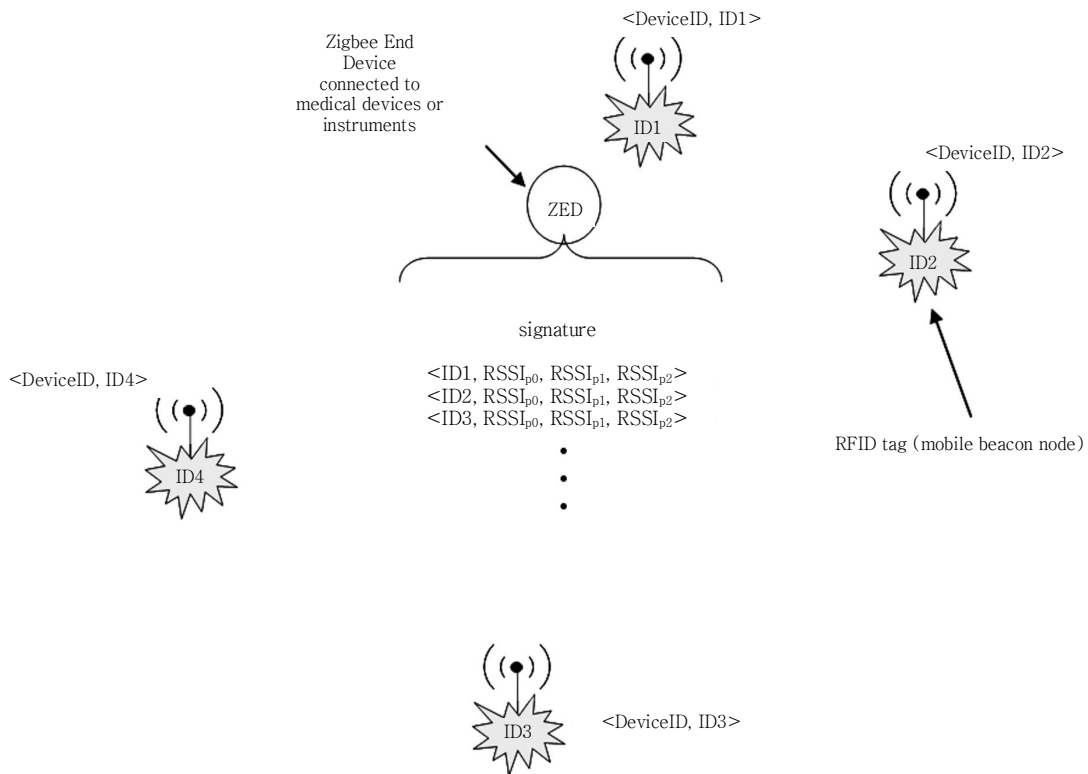 <DeviceID, ID1>
Zigbee End
Device
connected to
medical devices or
instruments
ID1
<DeviceID, ID2>
ZED
ID2
signature
<ID1, RSSIp0, RSSIp1, RSSIp2>
<ID2, RSSIp0, RSSIp1, RSSIp2>
<ID3, RSSIp0, RSSIp1, RSSIp2>
<DeviceID, ID4>
ID4
RFID tag (mobile beacon node)
ID3
<DeviceID, ID3>